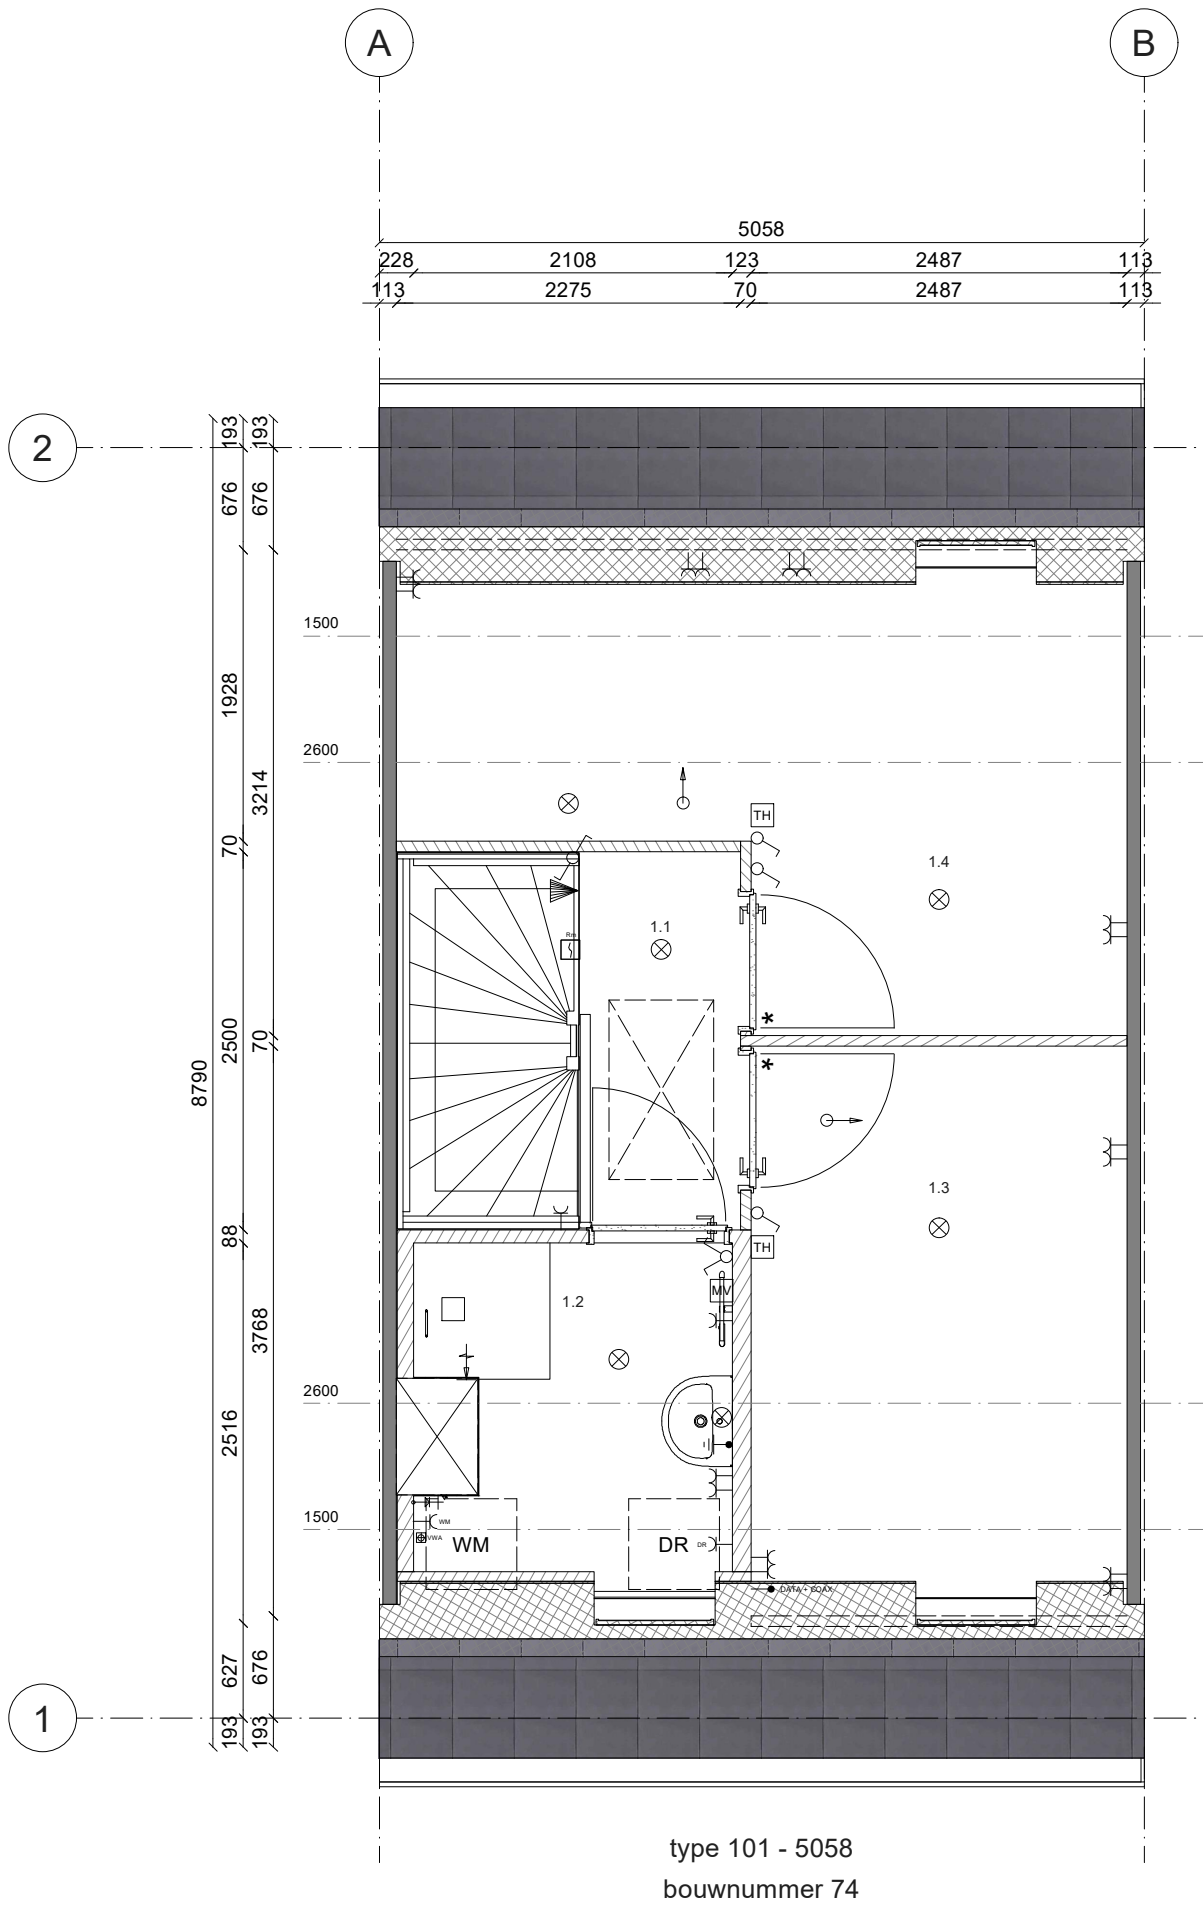 A
B
5058
228 2108 123 2487 113
113 2275 70 2487 113
2
193
193
676
676
1500
1928
2600
3214
TH
70
1.4
1.1
Rm
*
2500
70
8790
*
1.3
88
TH
1.2
MV
3768
2600
2516
1500
WM
VWA
WM
DR
DR
DATA + COAX
627
676
1
193
193
type 101 - 5058
bouwnummer 74